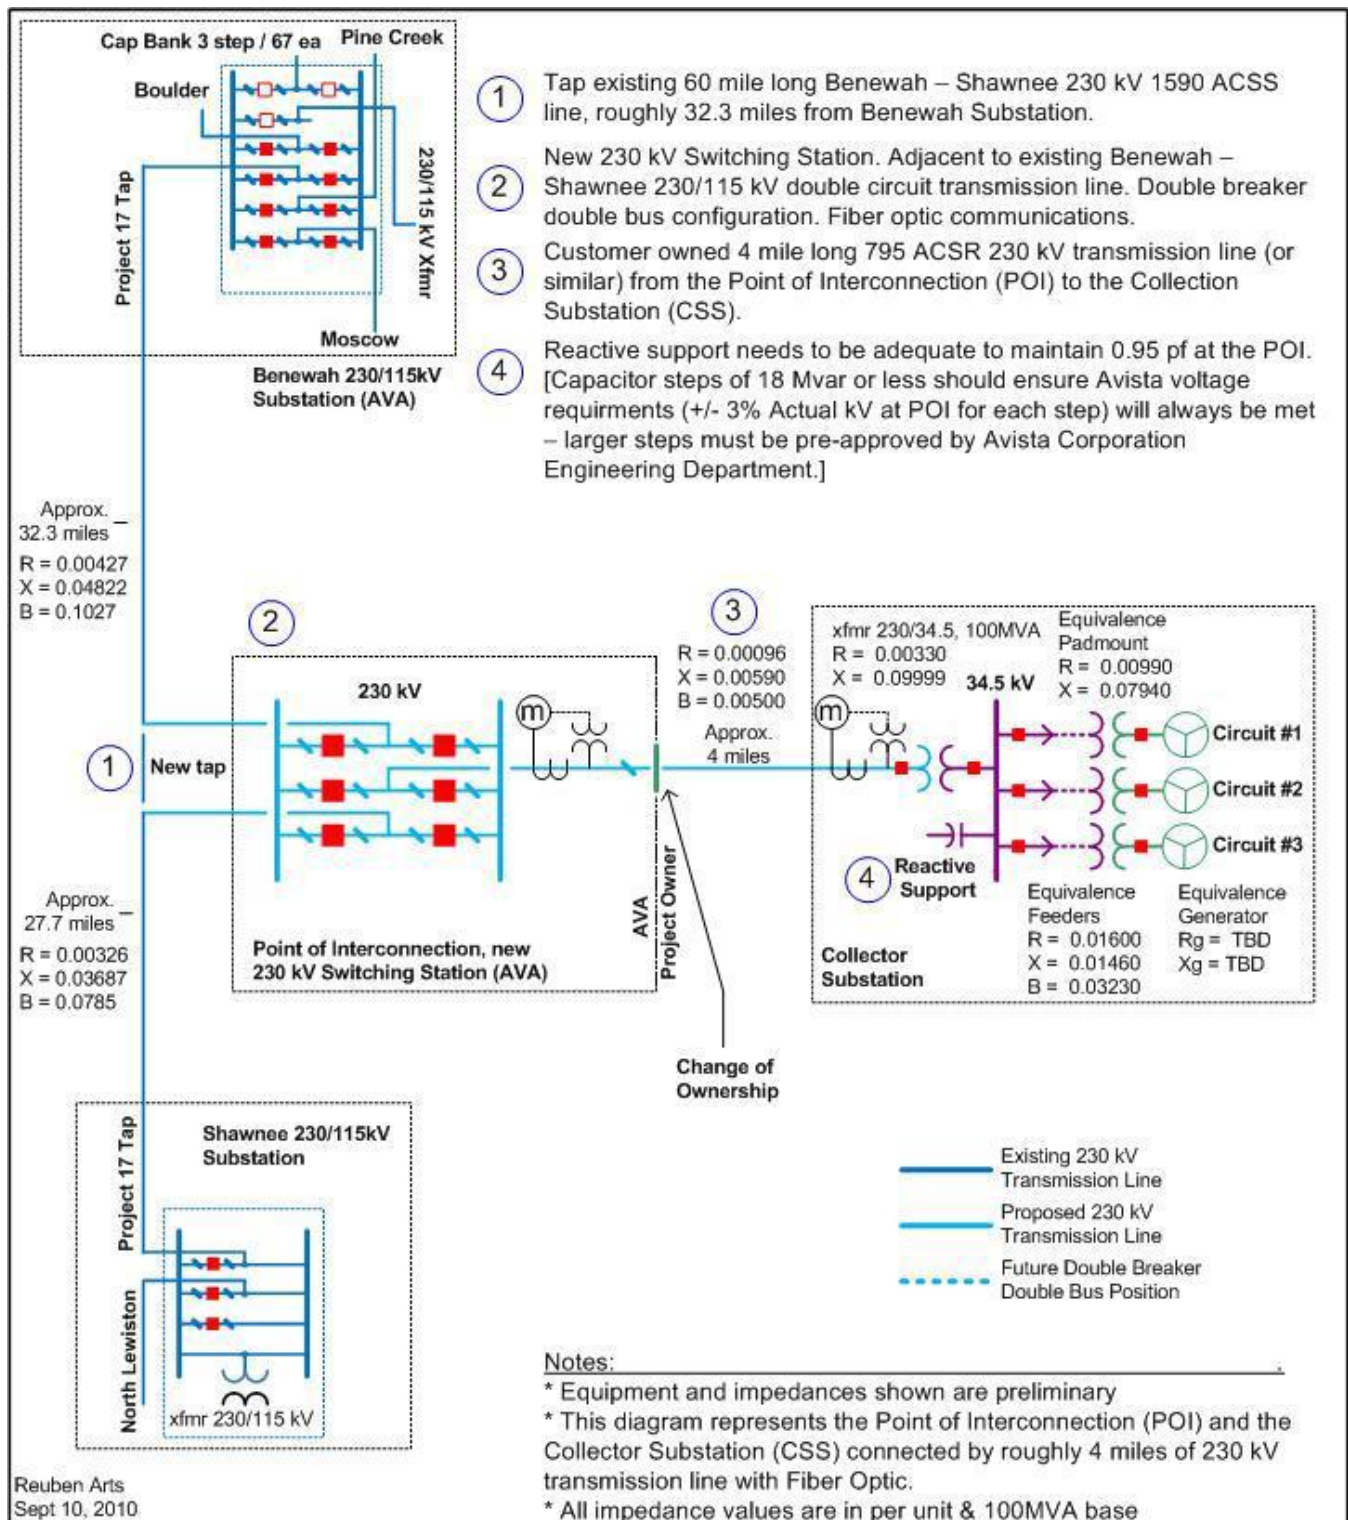 Cap Bank 3 step / 67 ea
Pine Creek
Boulder
Project 17 Tap
230/115 kV Xfmr
Moscow
Benewah 230/115kV
Substation (AVA)
1
Tap existing 60 mile long Benewah – Shawnee 230 kV 1590 ACSS
line, roughly 32.3 miles from Benewah Substation.
2
New 230 kV Switching Station. Adjacent to existing Benewah –
Shawnee 230/115 kV double circuit transmission line. Double breaker
double bus configuration. Fiber optic communications.
3
Customer owned 4 mile long 795 ACSR 230 kV transmission line (or
similar) from the Point of Interconnection (POI) to the Collection
Substation (CSS).
4
Reactive support needs to be adequate to maintain 0.95 pf at the POI.
[Capacitor steps of 18 Mvar or less should ensure Avista voltage
requirments (+/- 3% Actual kV at POI for each step) will always be met
– larger steps must be pre-approved by Avista Corporation
Engineering Department.]
Approx.
32.3 miles
R = 0.00427
X = 0.04822
B = 0.1027
2
230 kV
m
1
New tap
Point of Interconnection, new
230 kV Switching Station (AVA)
AVA
Project Owner
3
R = 0.00096
X = 0.00590
B = 0.00500
Approx.
4 miles
xfmr 230/34.5, 100MVA
R = 0.00330
X = 0.09999
34.5 kV
m
Equivalence
Padmount
R = 0.00990
X = 0.07940
Circuit #1
Circuit #2
Circuit #3
4
Reactive
Support
Collector
Substation
Equivalence
Feeders
R = 0.01600
X = 0.01460
B = 0.03230
Equivalence
Generator
Rg = TBD
Xg = TBD
Change of
Ownership
Approx.
27.7 miles
R = 0.00326
X = 0.03687
B = 0.0785
Project 17 Tap
Shawnee 230/115kV
Substation
North Lewiston
xfmr 230/115 kV
Existing 230 kV
Transmission Line
Proposed 230 kV
Transmission Line
Future Double Breaker
Double Bus Position
Notes: .
* Equipment and impedances shown are preliminary
* This diagram represents the Point of Interconnection (POI) and the
Collector Substation (CSS) connected by roughly 4 miles of 230 kV
transmission line with Fiber Optic.
* All impedance values are in per unit & 100MVA base
Reuben Arts
Sept 10, 2010